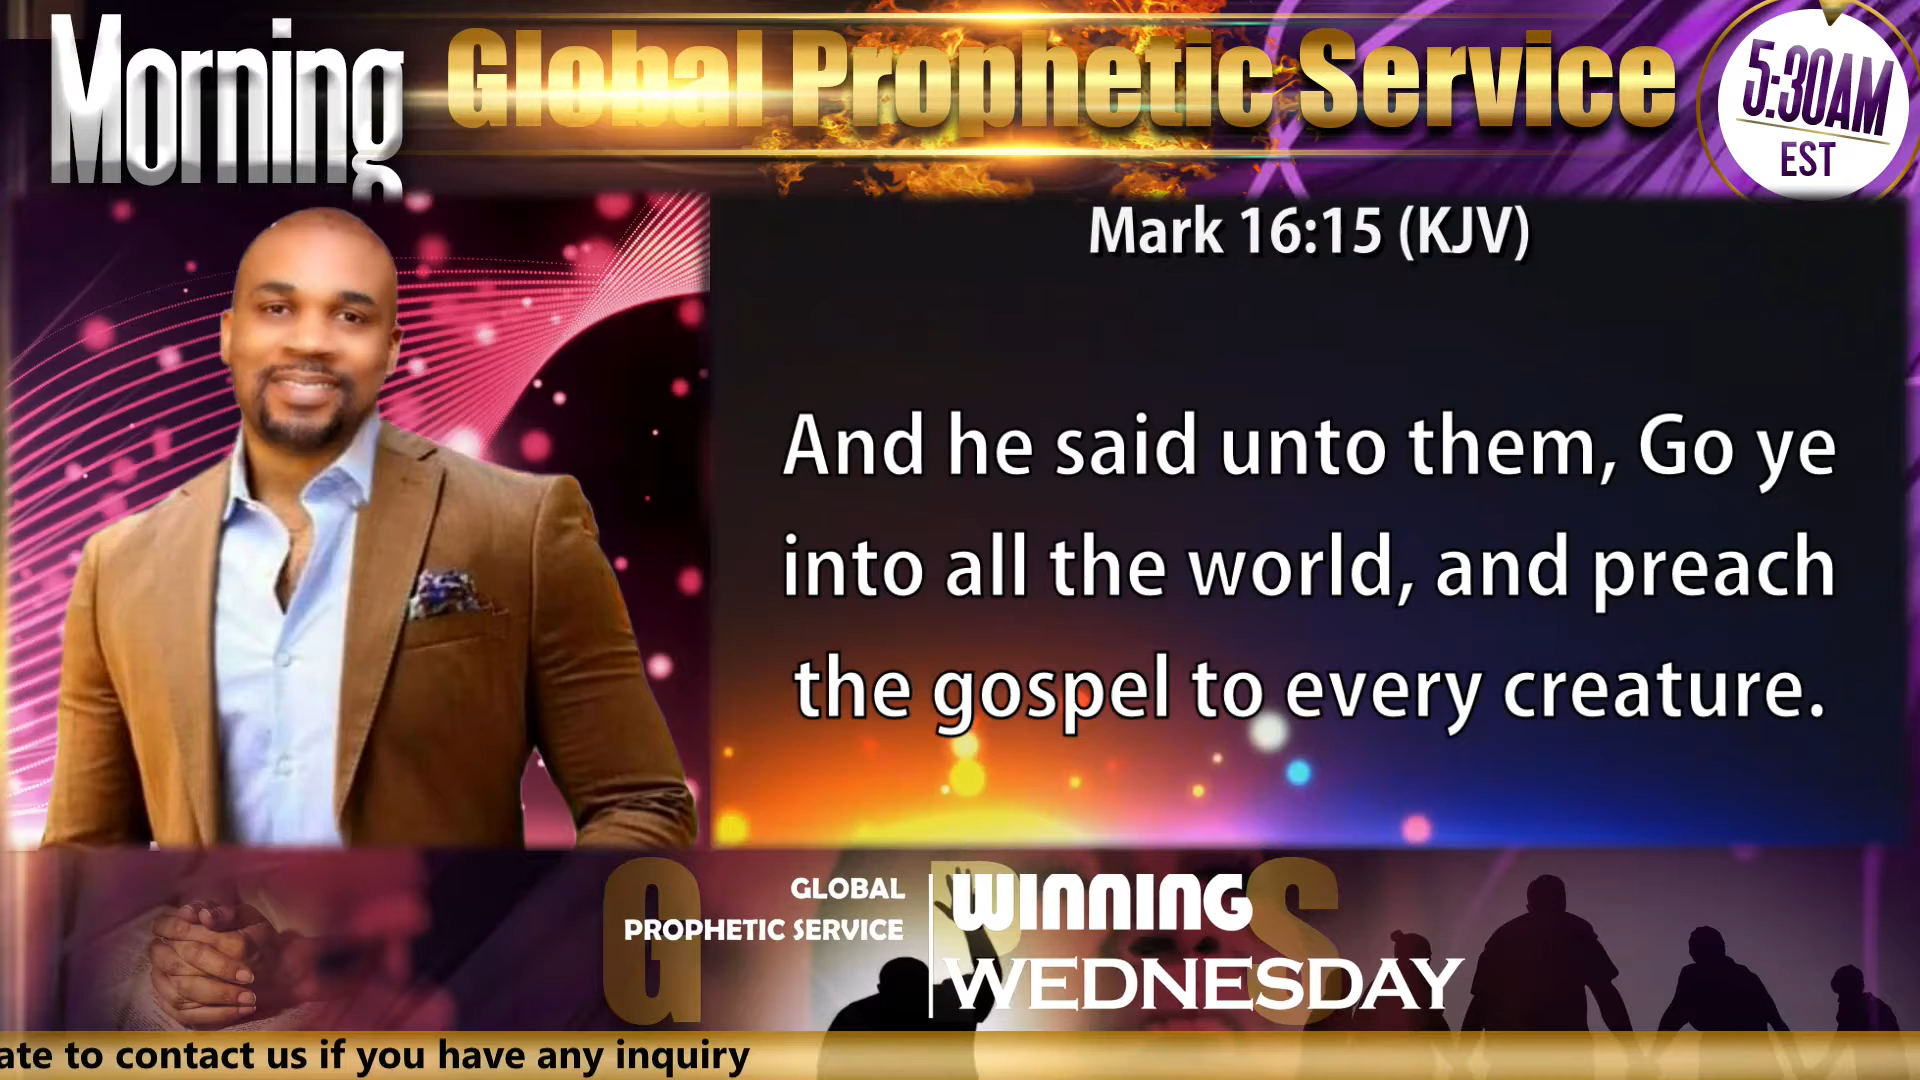 Morning Global Prophetic Service
5:30AM
EST
Mark 16:15 (KJV)
And he said unto them, Go ye
into all the world, and preach
the gospel to every creature.
G P S
GLOBAL
PROPHETIC SERVICE
WINNING
WEDNESDAY
to contact us if you have any inquiry